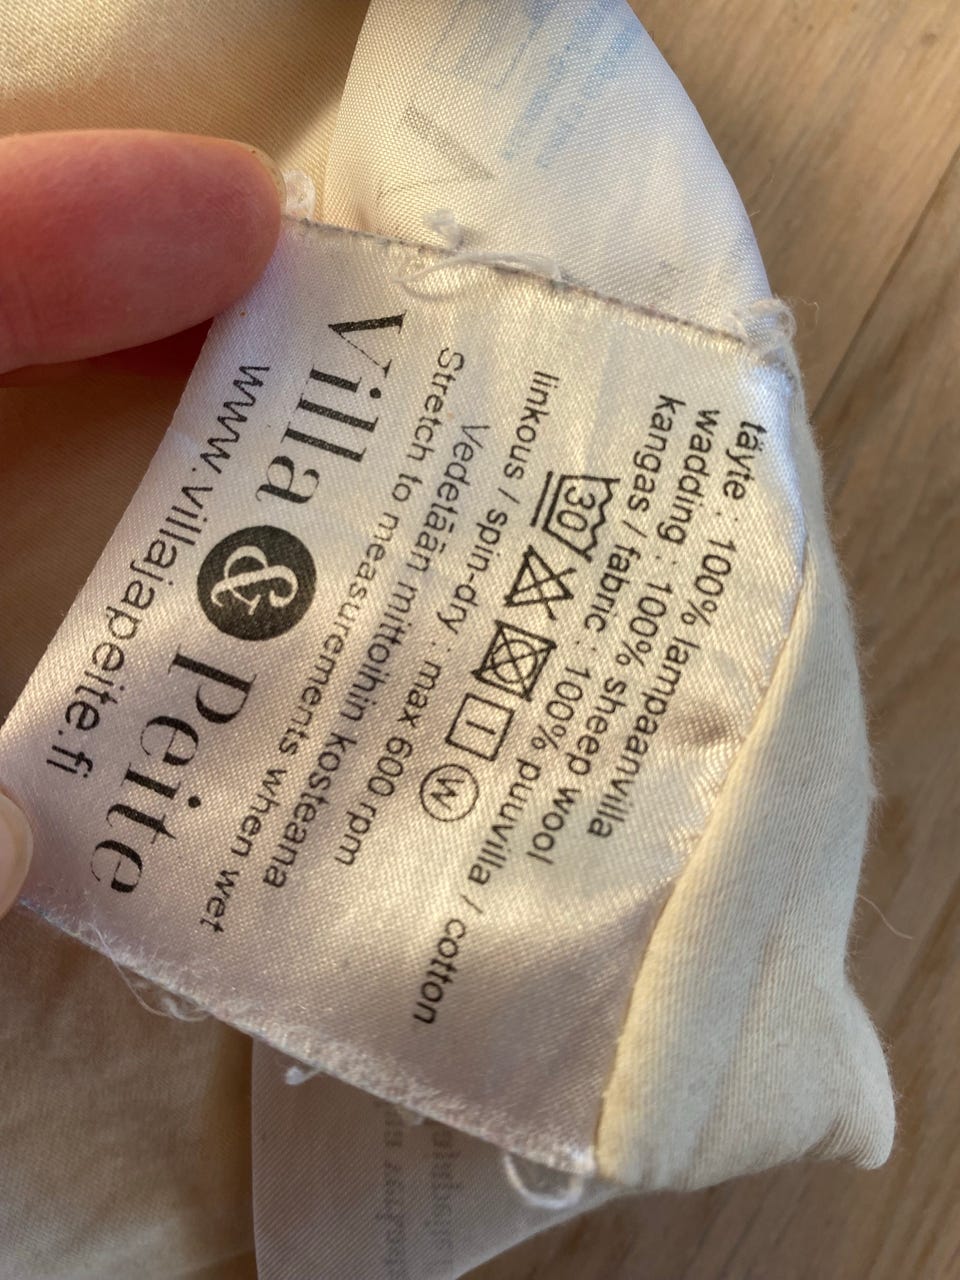 täyte : 100% lampaanvilla
wadding : 100% sheep wool
kangas / fabric : 100% puuvilla / cotton
30 W
linkous / spin-dry : max 600 rpm
Vedetään mittoihin kosteana
Stretch to measurements when wet
Villa & Peite
www.villajapeite.fi